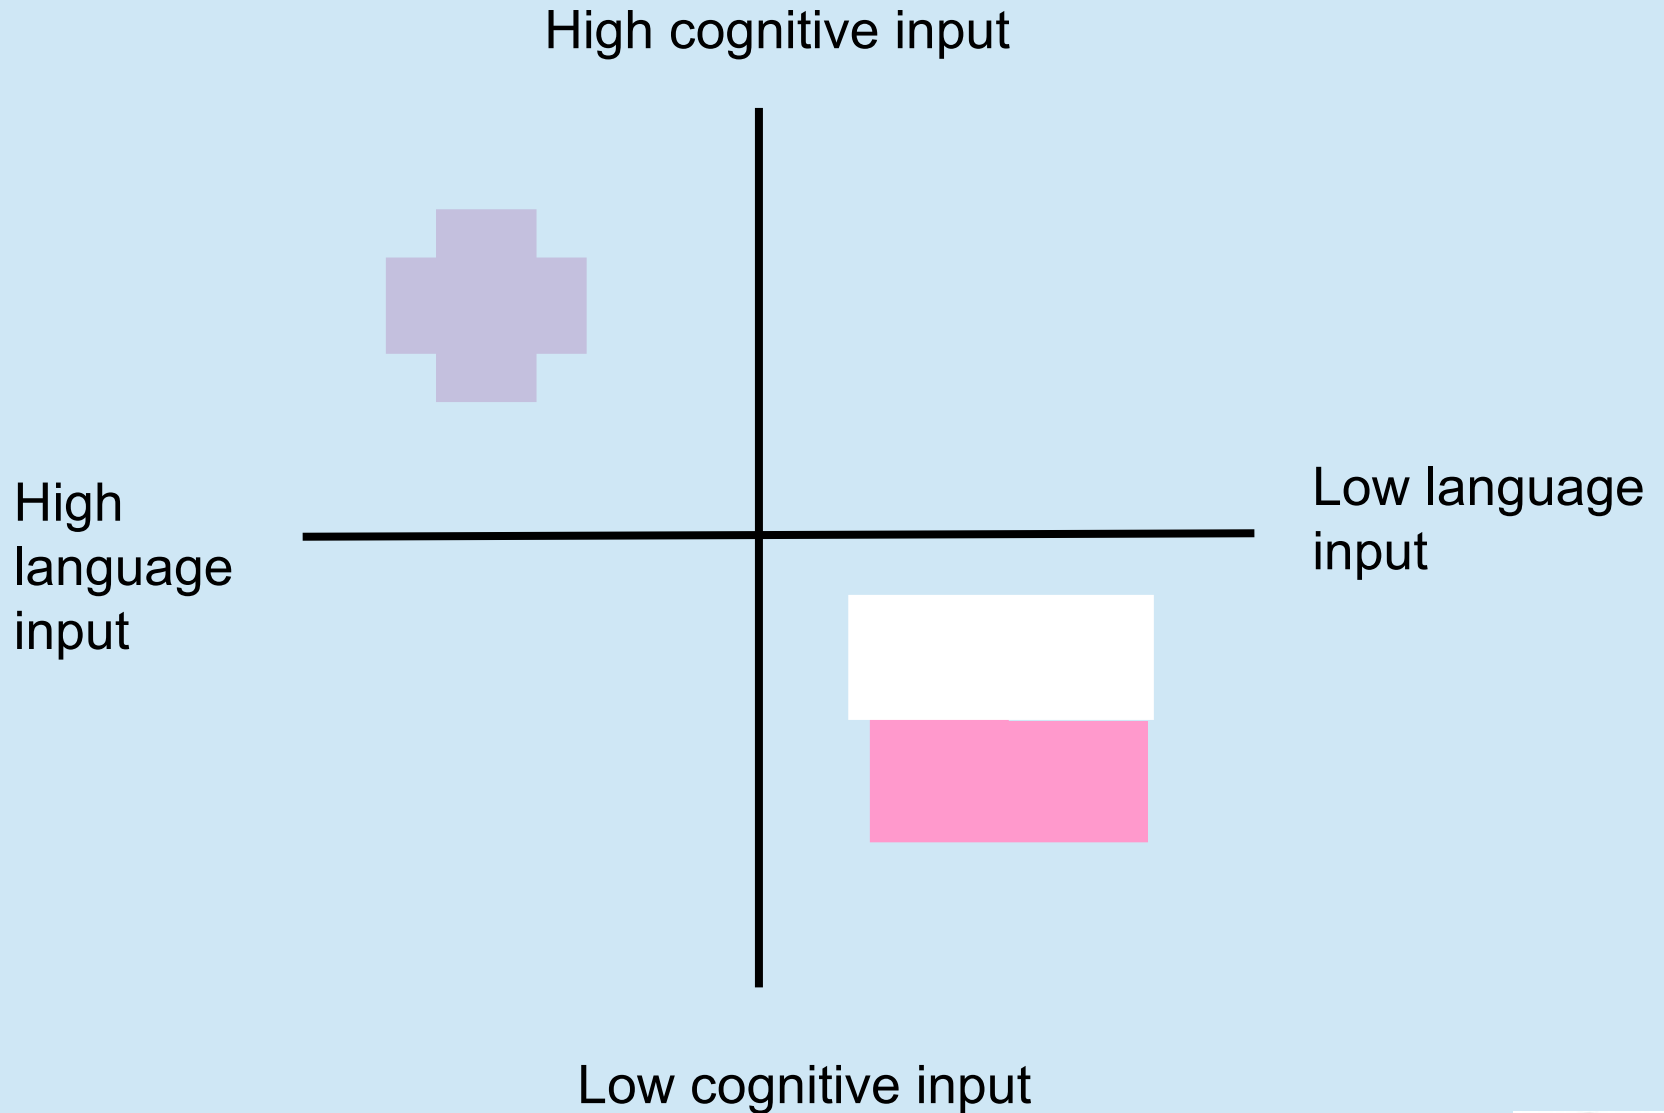 High cognitive input
High
language
input
Low language
input
Low cognitive input